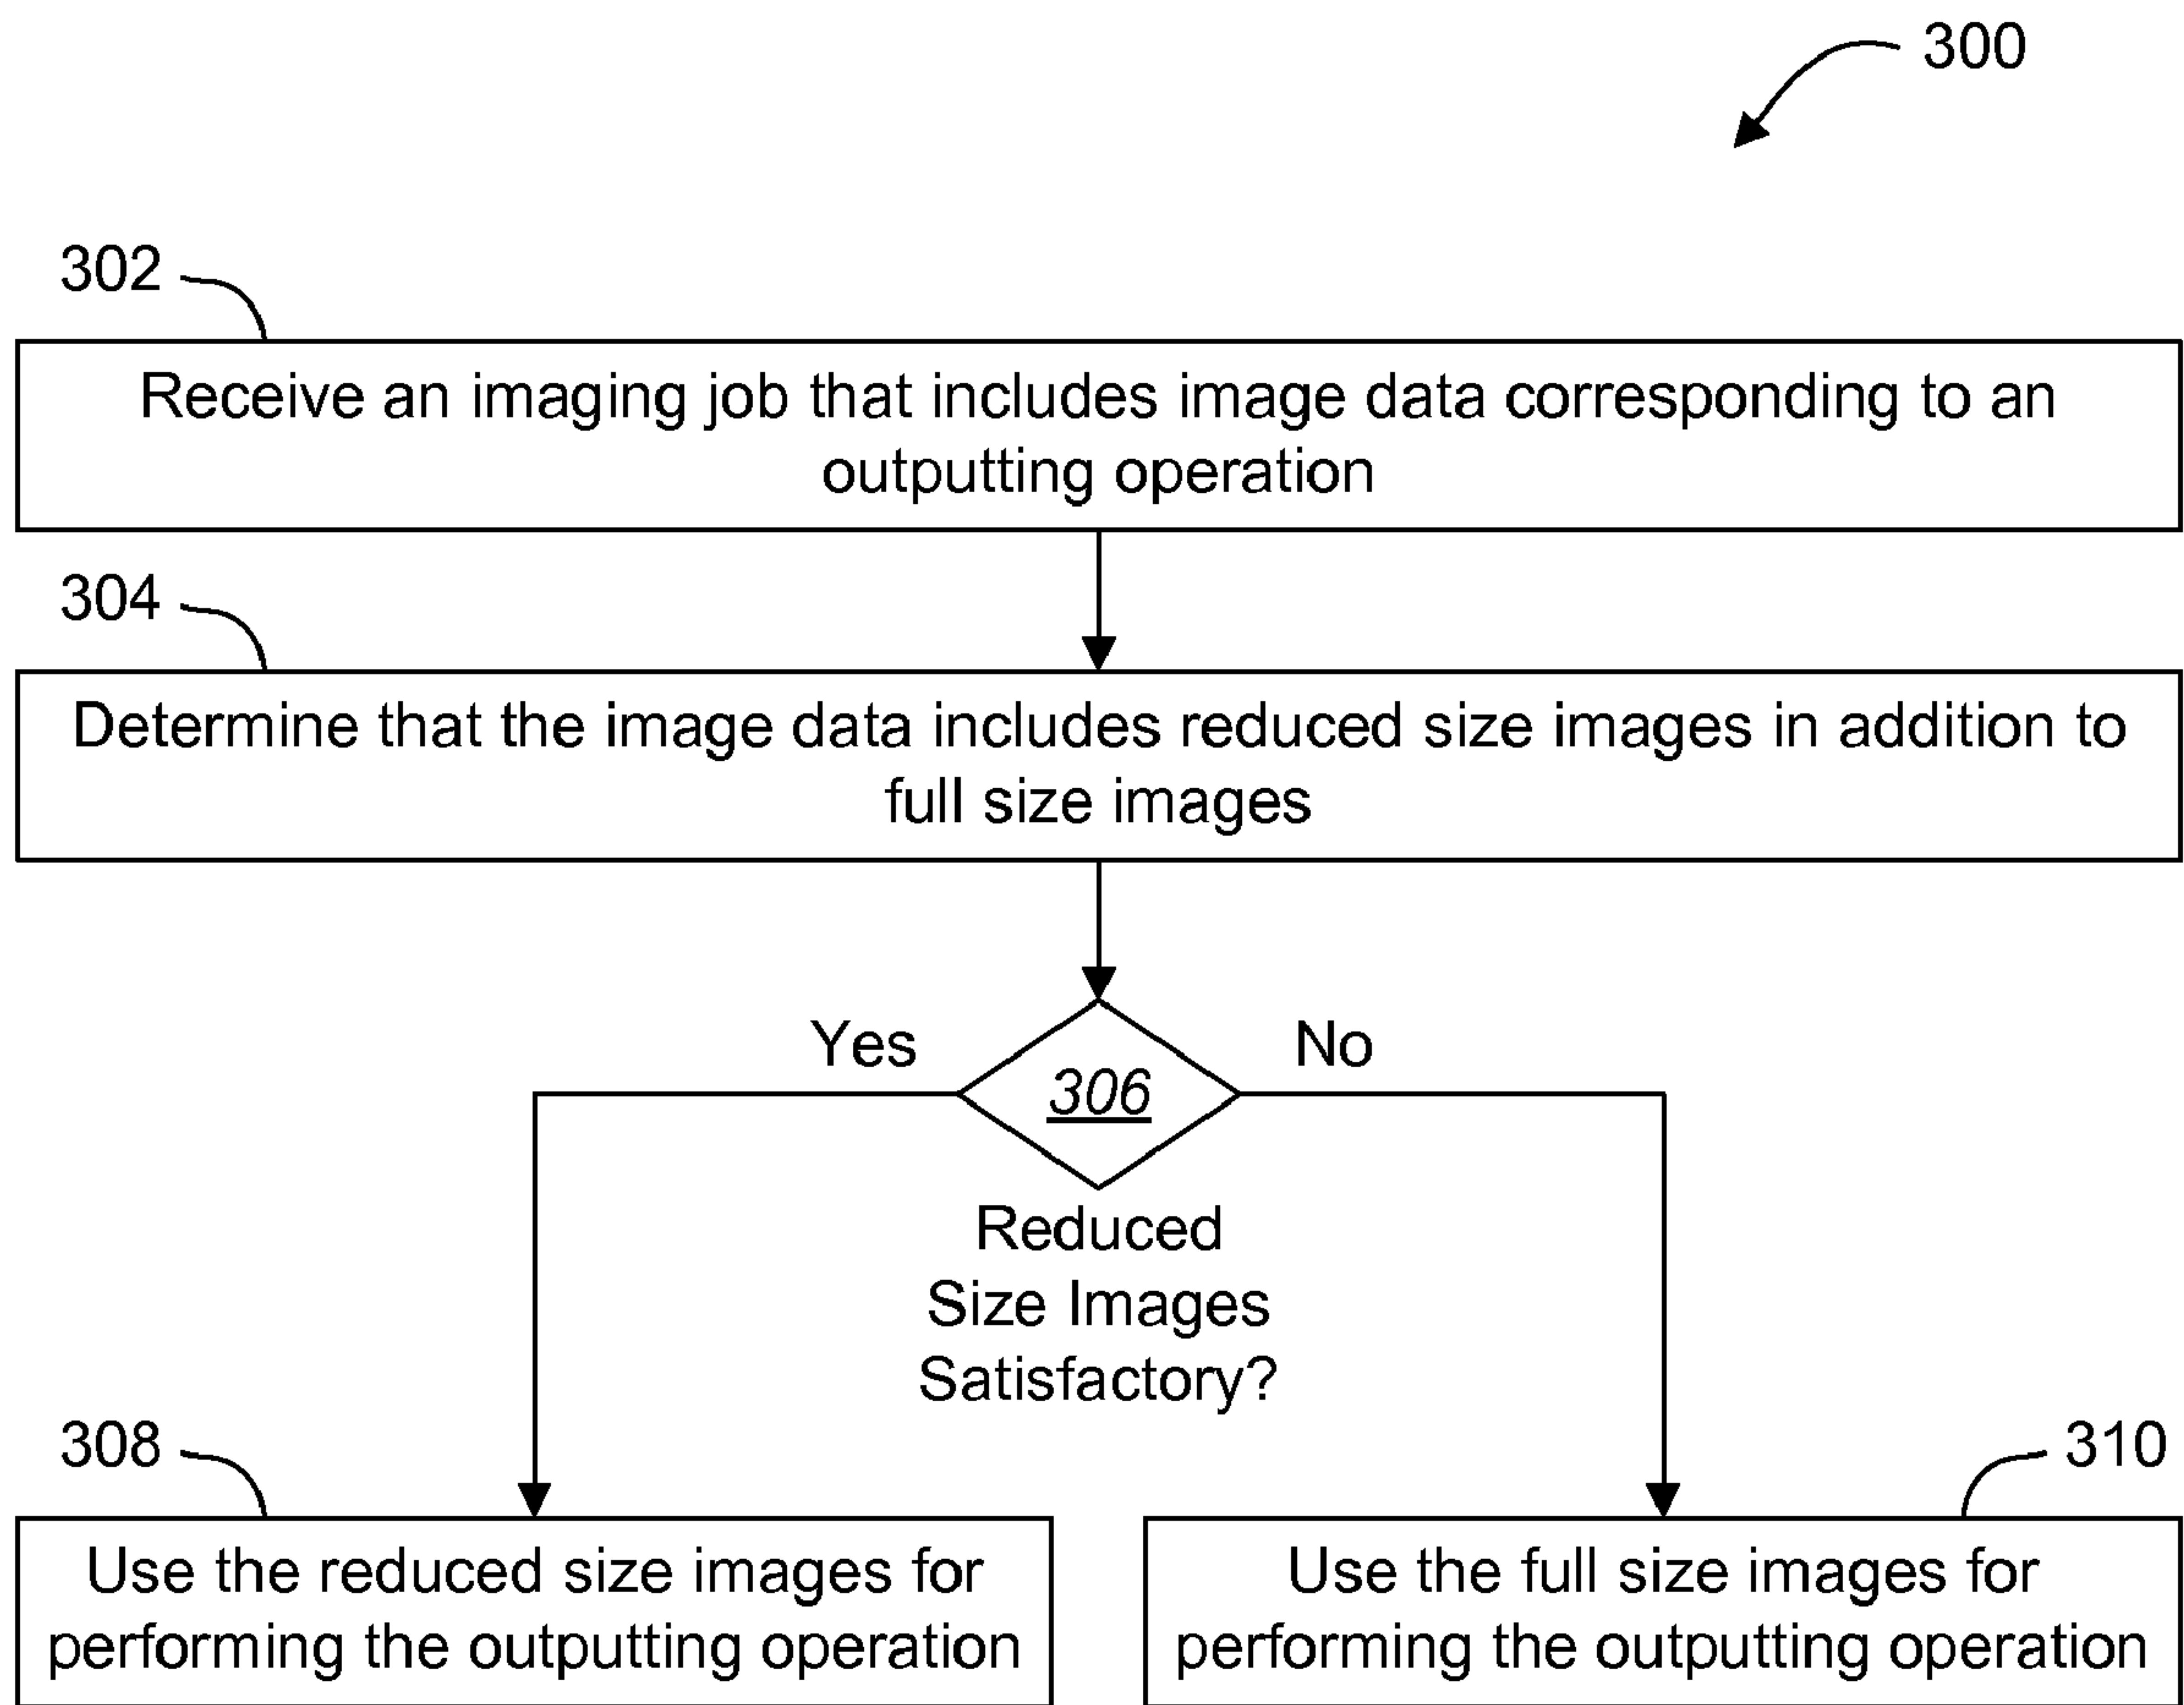 300
302
Receive an imaging job that includes image data corresponding to an
outputting operation
304
Determine that the image data includes reduced size images in addition to
full size images
Yes
No
306
Reduced
Size Images
Satisfactory?
308
310
Use the reduced size images for
performing the outputting operation
Use the full size images for
performing the outputting operation